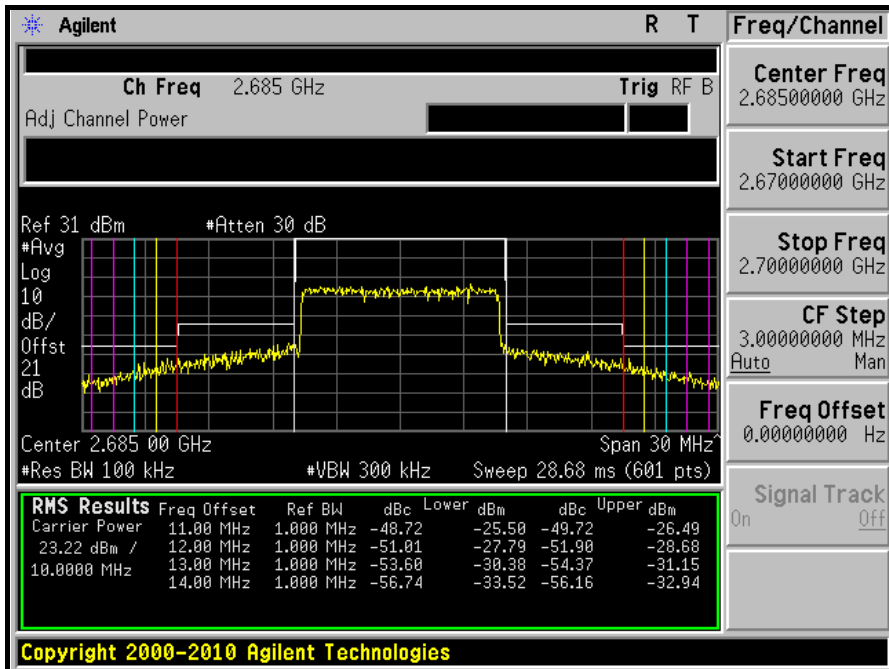 Agilent R T Freq/Channel
Ch Freq 2.685 GHz Trig RF B
Adj Channel Power
Center Freq
2.68500000 GHz
Start Freq
2.67000000 GHz
Stop Freq
2.70000000 GHz
CF Step
3.00000000 MHz
Auto Man
Freq Offset
0.00000000 Hz
Signal Track
On Off
Ref 31 dBm #Atten 30 dB
#Avg
Log
10
dB/
Offst
21
dB
Center 2.685 00 GHz Span 30 MHz^
#Res BW 100 kHz #VBW 300 kHz Sweep 28.68 ms (601 pts)
RMS Results Freq Offset Ref BW dBc Lower dBm dBc Upper dBm
Carrier Power 11.00 MHz 1.000 MHz -48.72 -25.50 -49.72 -26.49
23.22 dBm / 12.00 MHz 1.000 MHz -51.01 -27.79 -51.90 -28.68
10.0000 MHz 13.00 MHz 1.000 MHz -53.60 -30.38 -54.37 -31.15
14.00 MHz 1.000 MHz -56.74 -33.52 -56.16 -32.94
Copyright 2000-2010 Agilent Technologies